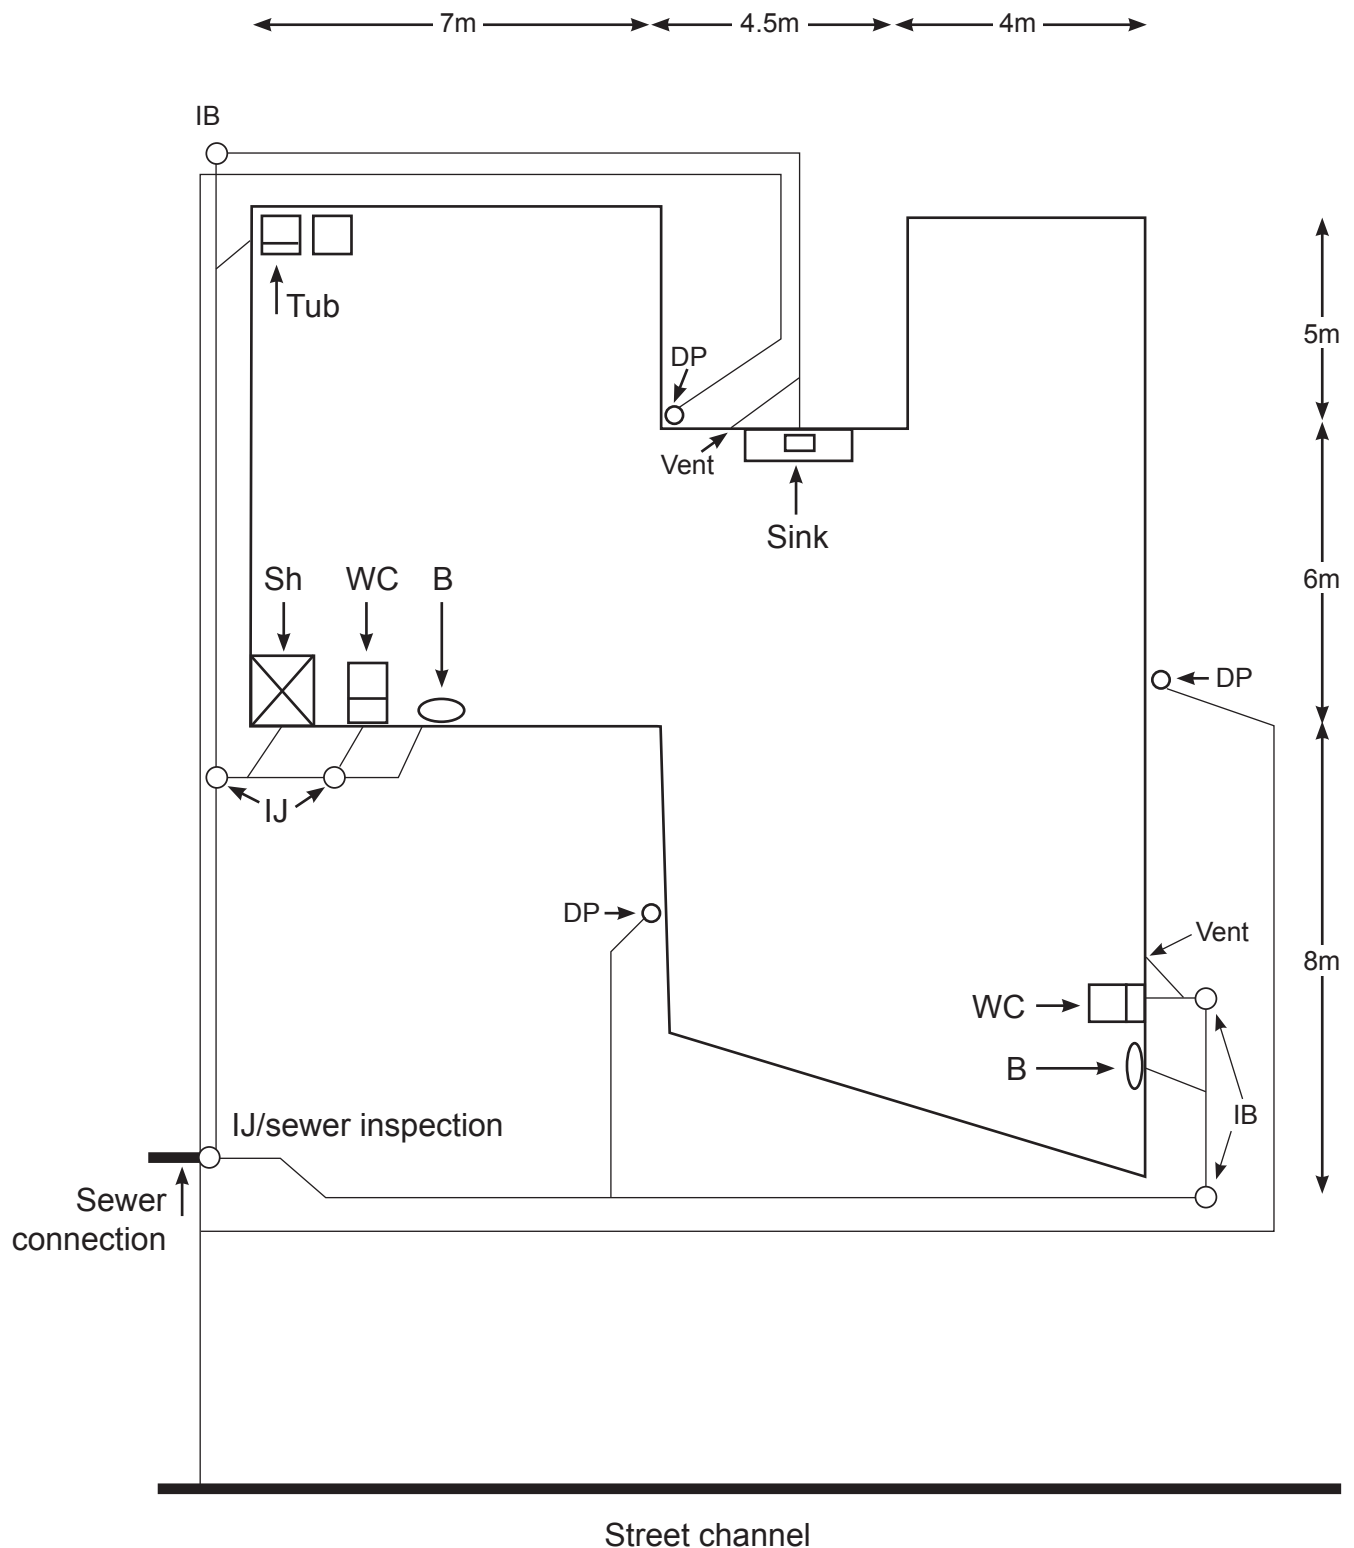 7m
4.5m
4m
IB
Tub
5m
DP
Vent
Sink
Sh
WC
B
6m
DP
IJ
DP
Vent
8m
WC
B
IB
IJ/sewer inspection
Sewer
connection
Street channel